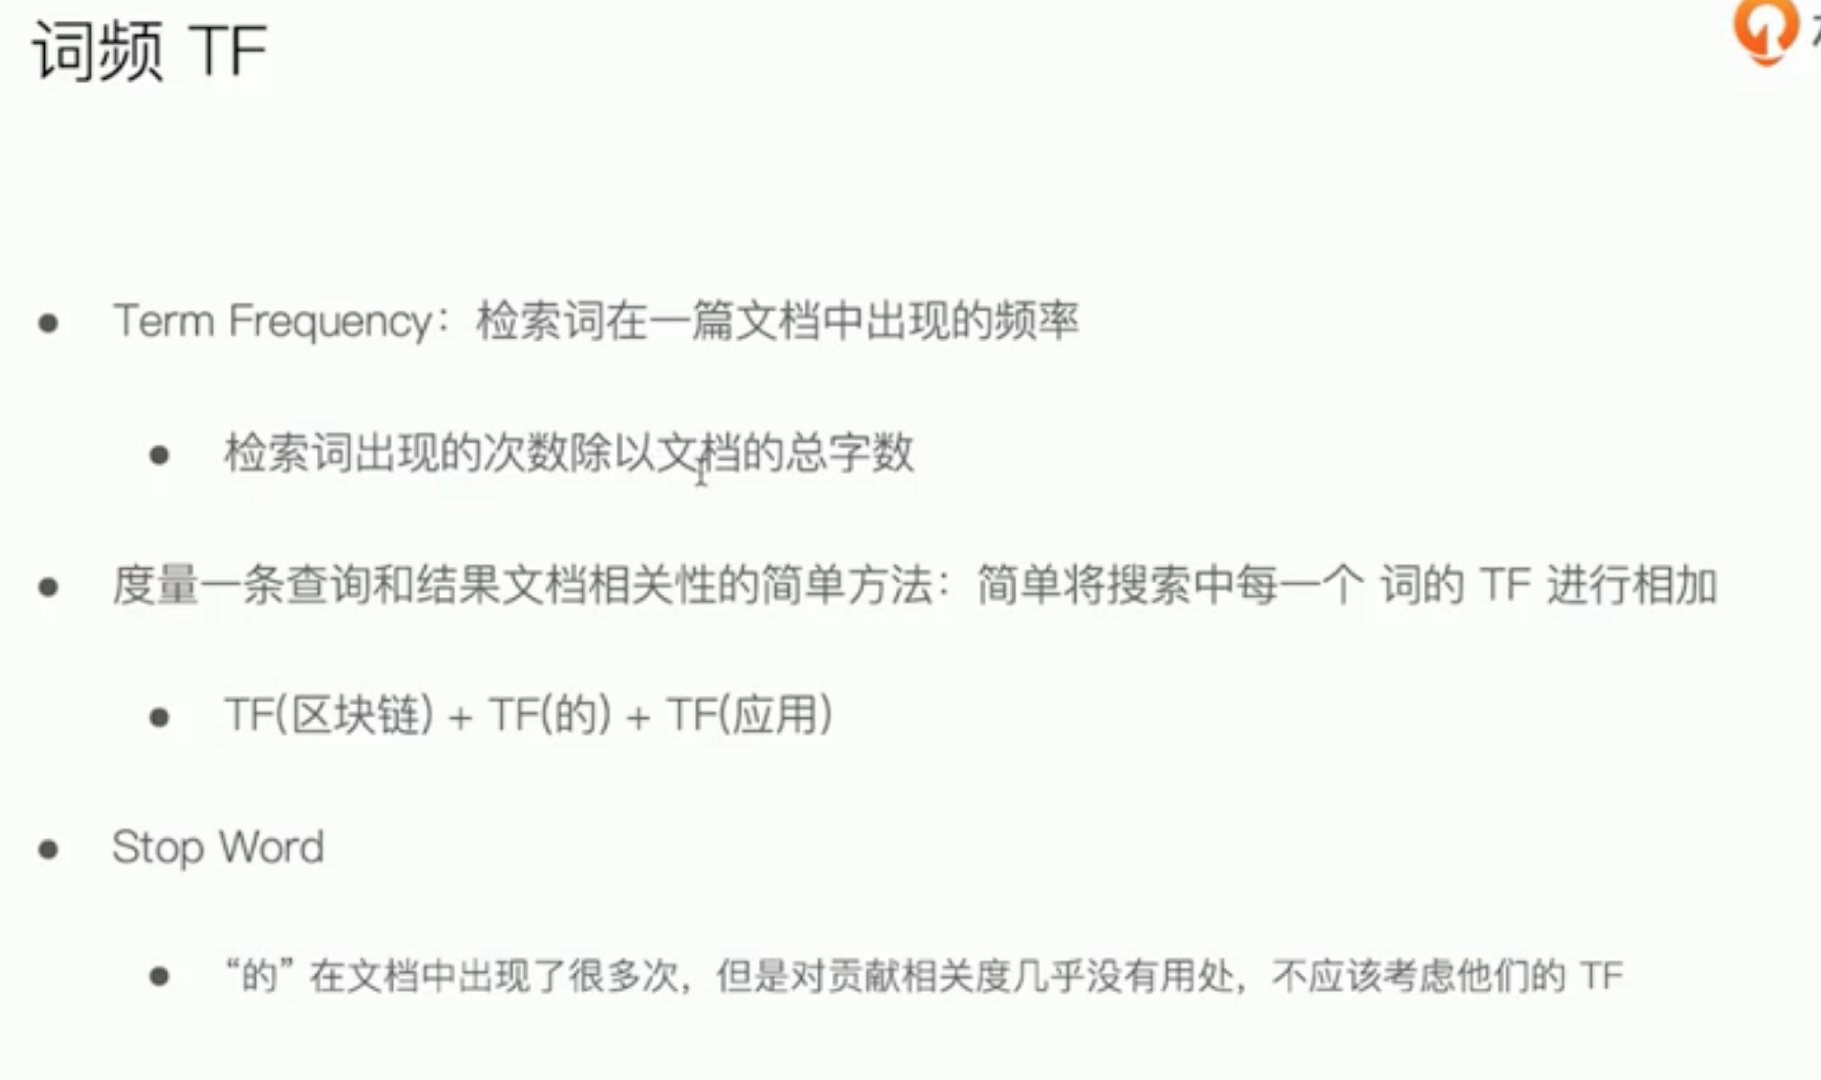 词频 TF
Term Frequency：检索词在一篇文档中出现的频率
检索词出现的次数除以文档的总字数
度量一条查询和结果文档相关性的简单方法：简单将搜索中每一个 词的 TF 进行相加
TF(区块链) + TF(的) + TF(应用)
Stop Word
“的” 在文档中出现了很多次，但是对贡献相关度几乎没有用处，不应该考虑他们的 TF